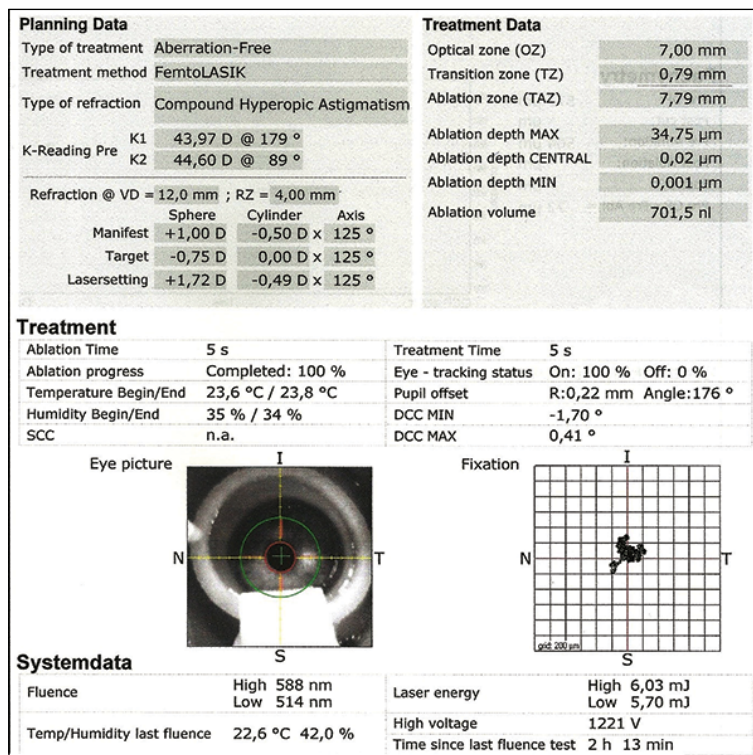 Planning Data
Type of treatment Aberration-Free
Treatment method FemtoLASIK
Type of refraction Compound Hyperopic Astigmatism
K-Reading Pre
K1 43,97 D @ 179 °
K2 44,60 D @ 89 °
Refraction @ VD = 12,0 mm ; RZ = 4,00 mm
Sphere Cylinder Axis
Manifest +1,00 D -0,50 D x 125 °
Target -0,75 D 0,00 D x 125 °
Lasersetting +1,72 D -0,49 D x 125 °
Treatment Data
Optical zone (OZ) 7,00 mm
Transition zone (TZ) 0,79 mm
Ablation zone (TAZ) 7,79 mm
Ablation depth MAX 34,75 µm
Ablation depth CENTRAL 0,02 µm
Ablation depth MIN 0,001 µm
Ablation volume 701,5 nl
Treatment
Ablation Time 5 s
Ablation progress Completed: 100 %
Temperature Begin/End 23,6 °C / 23,8 °C
Humidity Begin/End 35 % / 34 %
SCC n.a.
Treatment Time 5 s
Eye - tracking status On: 100 % Off: 0 %
Pupil offset R:0,22 mm Angle:176 °
DCC MIN -1,70 °
DCC MAX 0,41 °
Eye picture
I
N
T
S
Fixation
I
N
T
grid: 200 µm
S
Systemdata
Fluence High 588 nm
Low 514 nm
Temp/Humidity last fluence 22,6 °C 42,0 %
Laser energy High 6,03 mJ
Low 5,70 mJ
High voltage 1221 V
Time since last fluence test 2 h 13 min